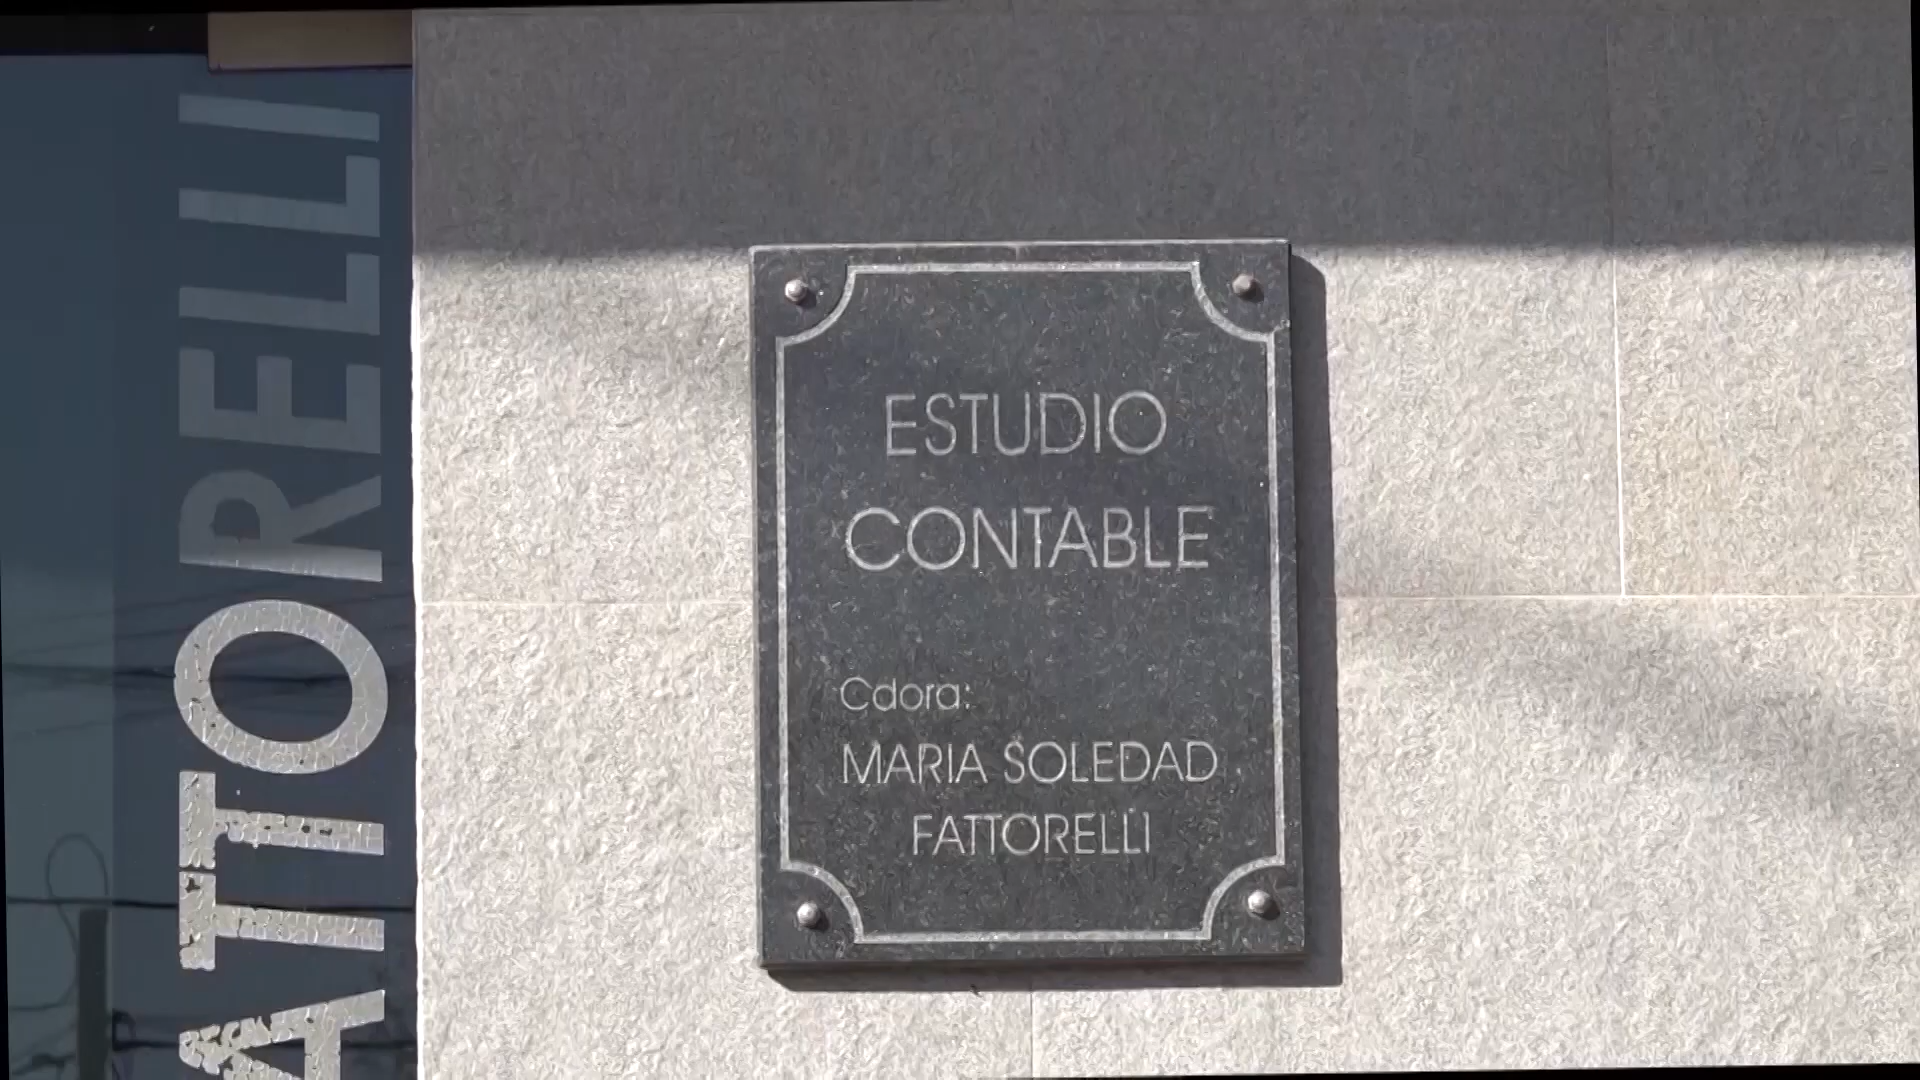 ATTORELLI
ESTUDIO
CONTABLE
Cdora:
MARIA SOLEDAD
FATTORELLI